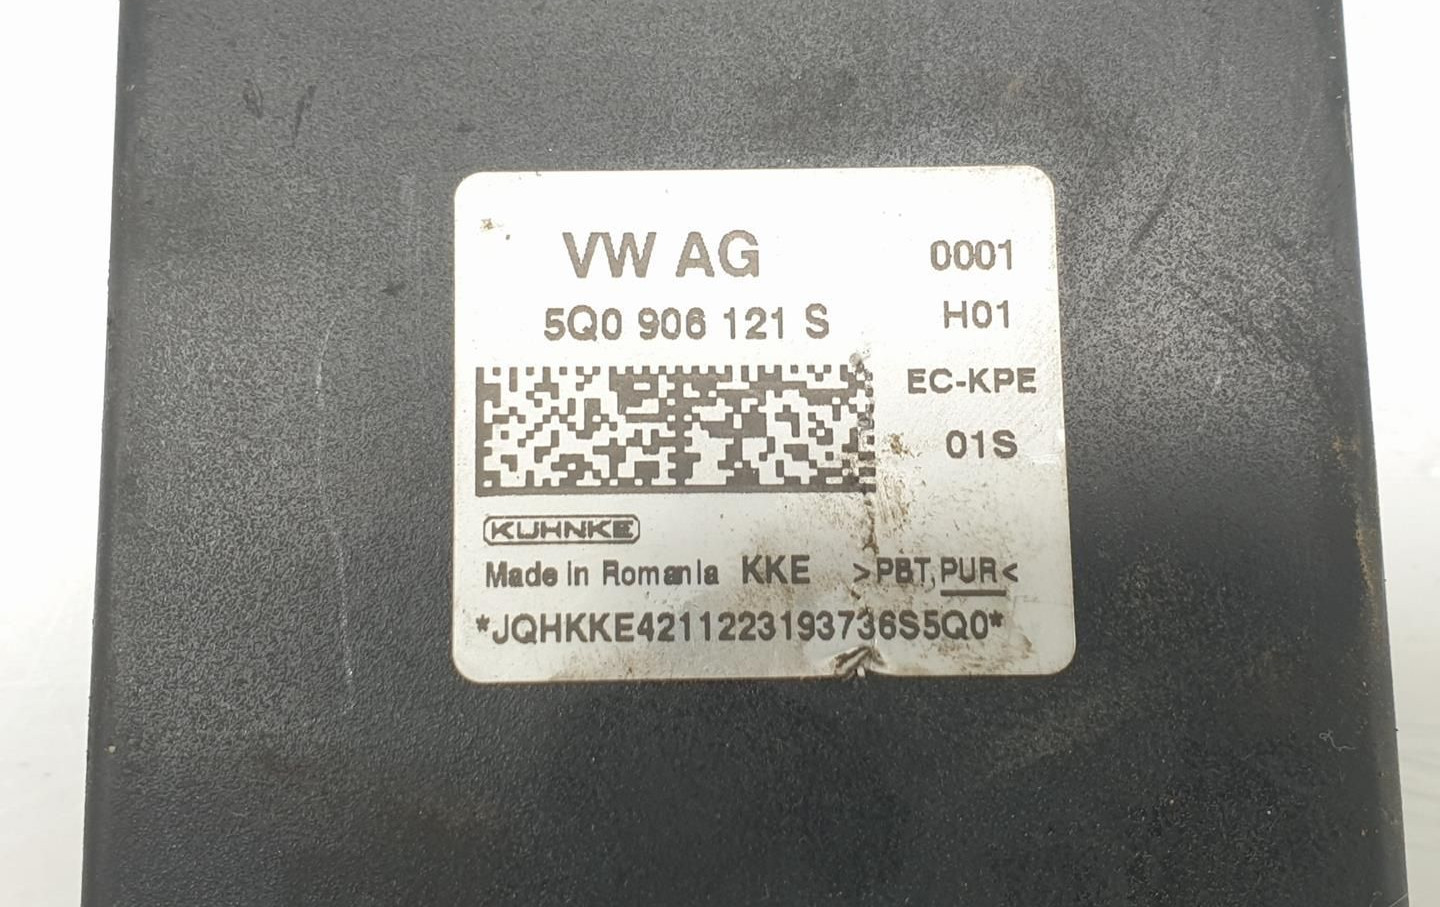 VW AG 0001
5Q0 906 121 S H01
EC-KPE
01S
KUHNKE
Made in Romania KKE >PBT,PUR<
*JQHKKE4211223193736S5Q0*